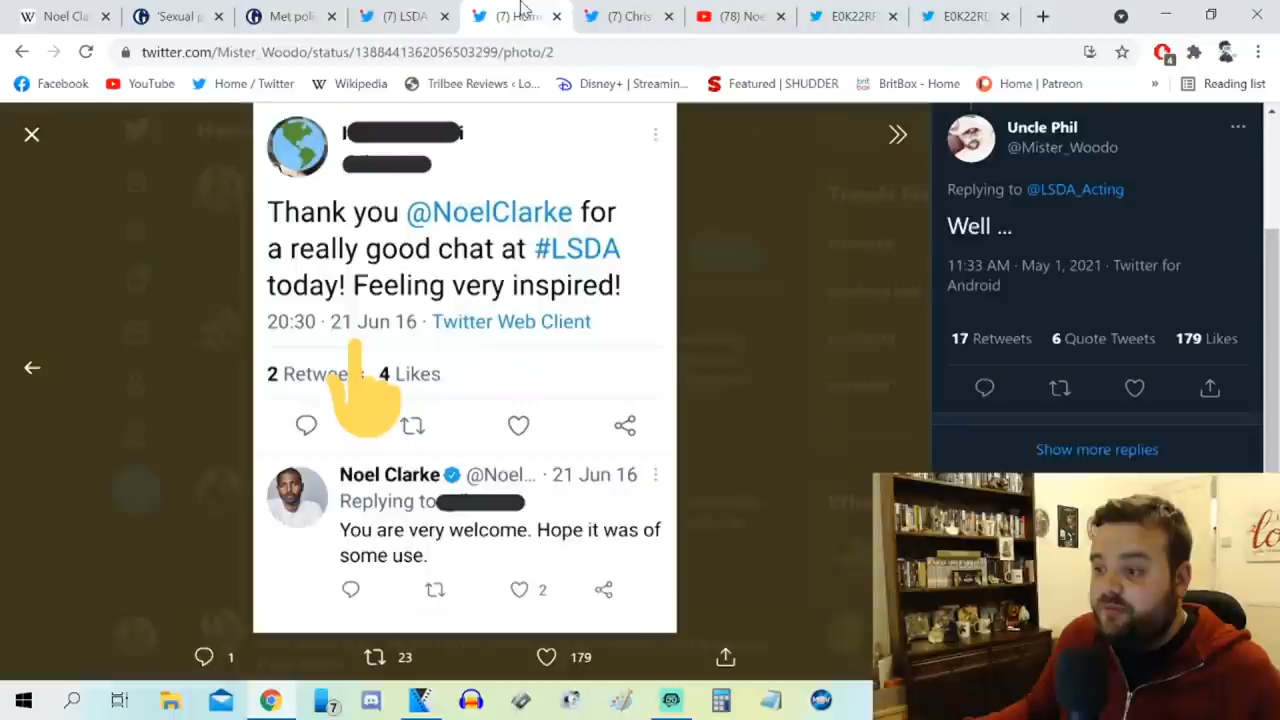 Noel Cla
'Sexual p
Met poli
(7) LSDA
(7) Hom
(7) Chris
(78) Noe
E0K22RF
E0K22RD
twitter.com/Mister_Woodo/status/1388441362056503299/photo/2
4
Facebook
YouTube
Home / Twitter
Wikipedia
Trilbee Reviews ‹ Lo...
Disney+ | Streamin...
Featured | SHUDDER
BritBox - Home
Home | Patreon
»
Reading list
Thank you @NoelClarke for
a really good chat at #LSDA
today! Feeling very inspired!
20:30 · 21 Jun 16 · Twitter Web Client
2 Retwee 4 Likes
Noel Clarke @Noel... · 21 Jun 16
Replying to
You are very welcome. Hope it was of
some use.
2
1
23
179
Uncle Phil
@Mister_Woodo
Replying to @LSDA_Acting
Well ...
11:33 AM · May 1, 2021 · Twitter for
Android
17 Retweets 6 Quote Tweets 179 Likes
Show more replies
7